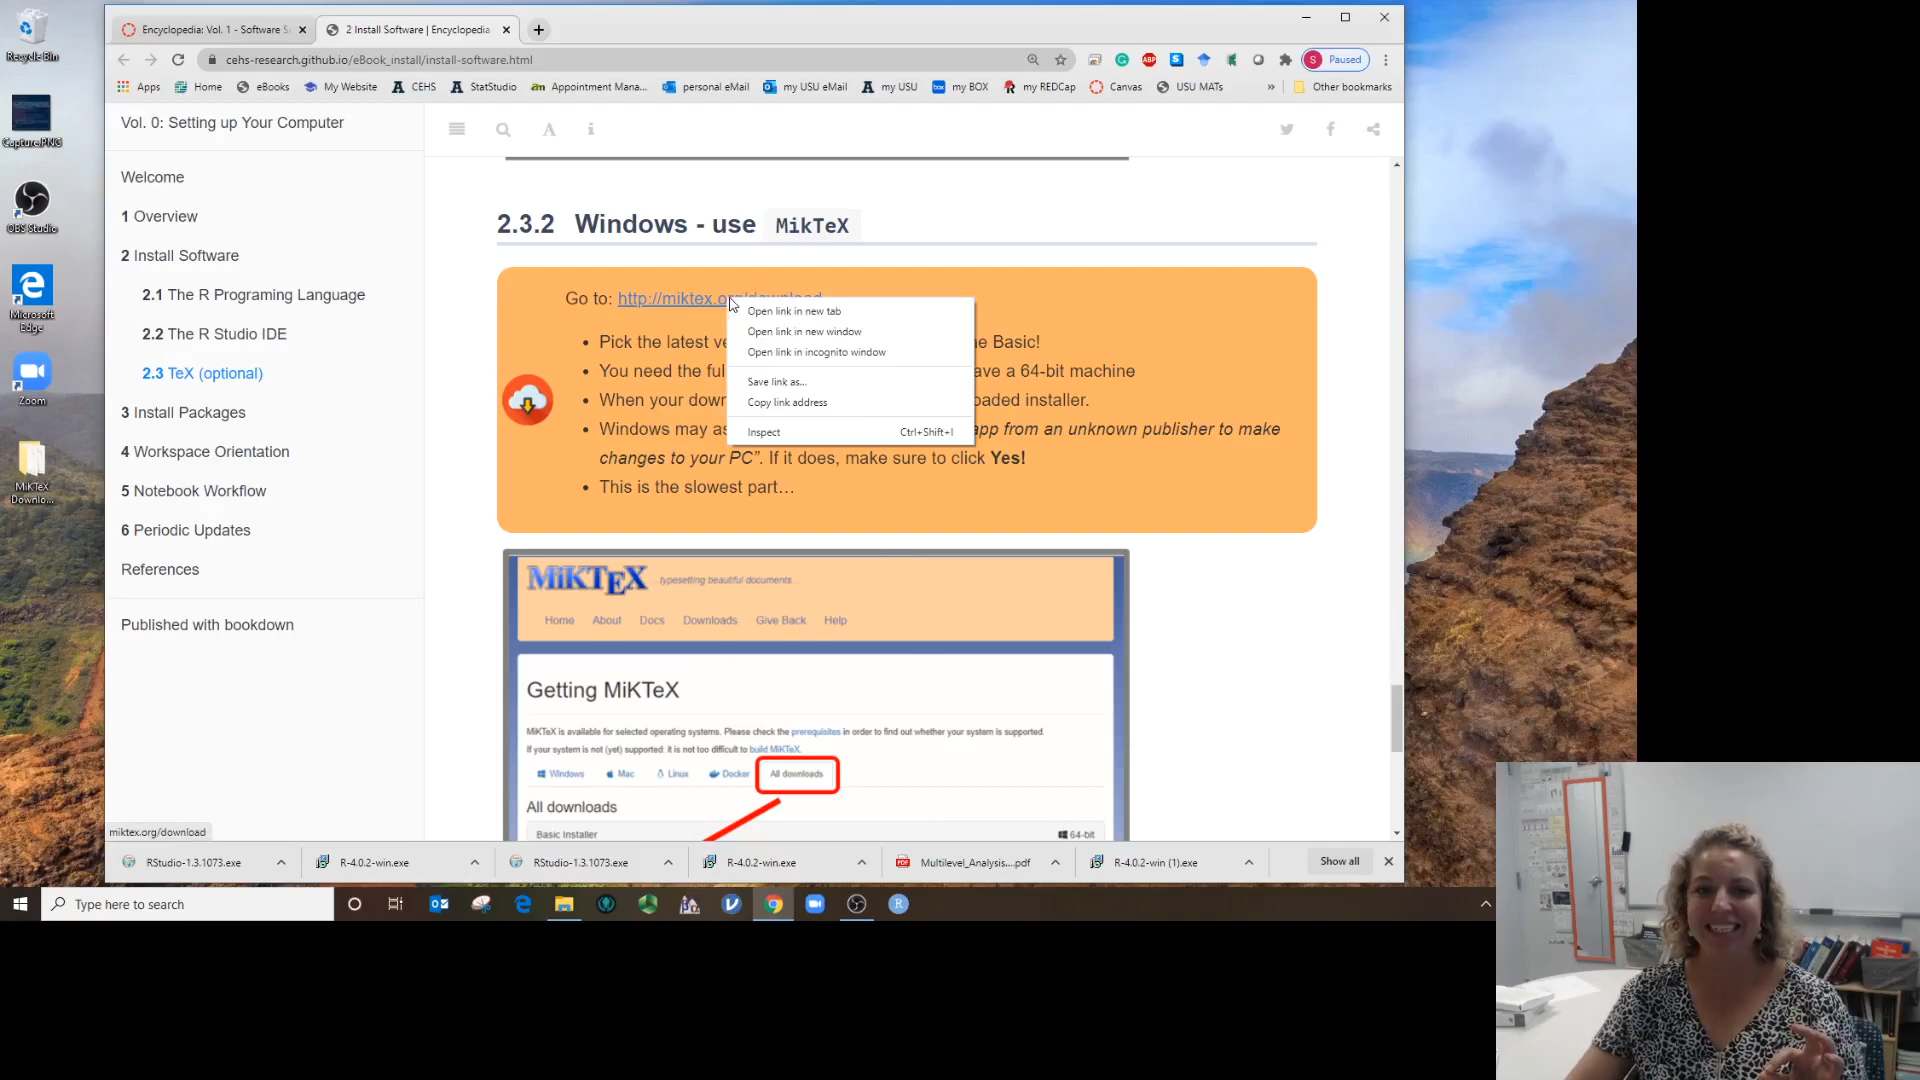 Recycle Bin
Capture.PNG
OBS Studio
Microsoft
Edge
Zoom
MiKTeX
Downlo...
Encyclopedia: Vol. 1 - Software S
2 Install Software | Encyclopedia
cehs-research.github.io/eBook_install/install-software.html
S Paused
Apps Home eBooks My Website CEHS StatStudio Appointment Mana... personal eMail my USU eMail my USU my BOX my REDCap Canvas USU MATs » Other bookmarks
Vol. 0: Setting up Your Computer
Welcome
1 Overview
2 Install Software
2.1 The R Programing Language
2.2 The R Studio IDE
2.3 TeX (optional)
3 Install Packages
4 Workspace Orientation
5 Notebook Workflow
6 Periodic Updates
References
Published with bookdown
2.3.2 Windows - use MikTeX
Go to: http://miktex.org/download
Pick the latest ve
e Basic!
You need the ful
ave a 64-bit machine
When your down
oaded installer.
Windows may as
app from an unknown publisher to make
changes to your PC”. If it does, make sure to click Yes!
This is the slowest part…
Open link in new tab
Open link in new window
Open link in incognito window
Save link as...
Copy link address
Inspect Ctrl+Shift+I
MiKTeX typesetting beautiful documents...
Home About Docs Downloads Give Back Help
Getting MiKTeX
MiKTeX is available for selected operating systems. Please check the prerequisites in order to find out whether your system is supported.
If your system is not (yet) supported: it is not too difficult to build MiKTeX.
Windows Mac Linux Docker All downloads
All downloads
Basic Installer 64-bit
miktex.org/download
RStudio-1.3.1073.exe R-4.0.2-win.exe RStudio-1.3.1073.exe R-4.0.2-win.exe Multilevel_Analysis....pdf R-4.0.2-win (1).exe Show all
Type here to search